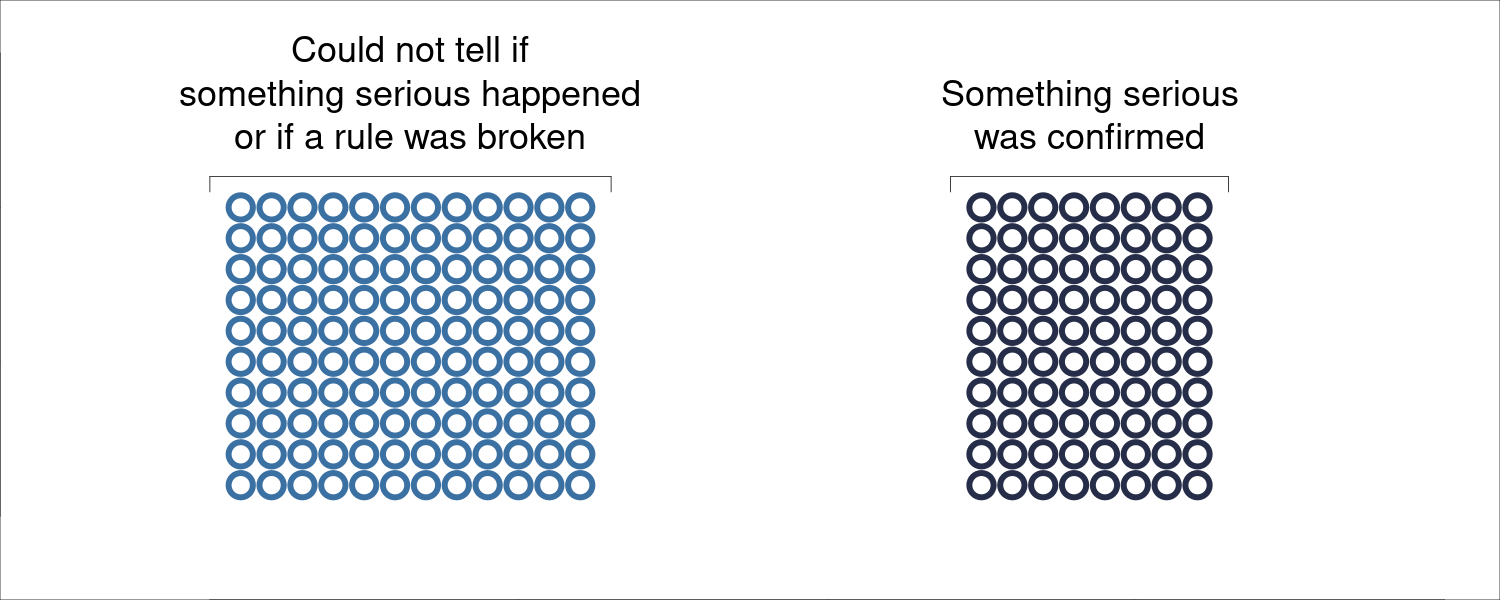 Could not tell if
something serious happened
or if a rule was broken
Something serious
was confirmed